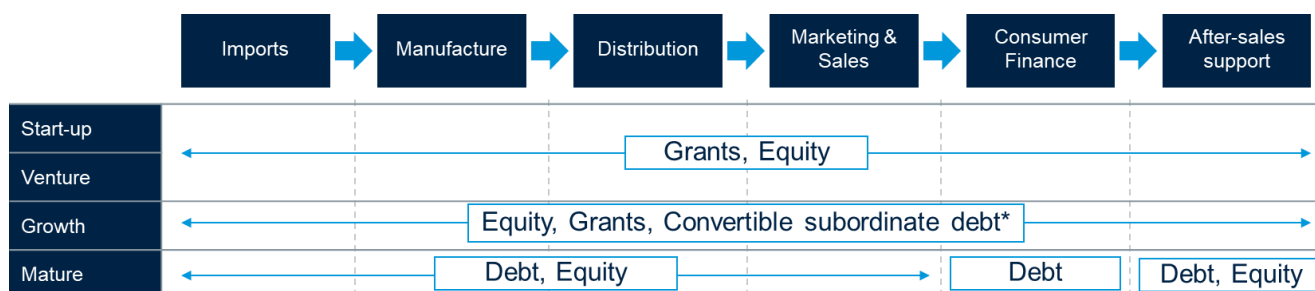 Imports
Manufacture
Distribution
Marketing &
Sales
Consumer
Finance
After-sales
support
Start-up
Grants, Equity
Venture
Growth
Equity, Grants, Convertible subordinate debt*
Mature
Debt, Equity
Debt
Debt, Equity